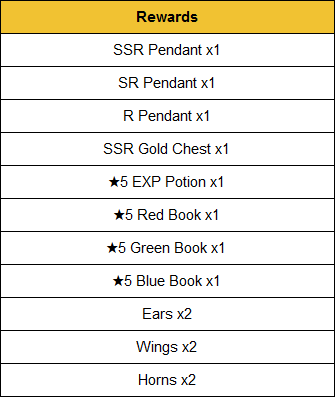 Rewards
SSR Pendant x1
SR Pendant x1
R Pendant x1
SSR Gold Chest x1
★5 EXP Potion x1
★5 Red Book x1
★5 Green Book x1
★5 Blue Book x1
Ears x2
Wings x2
Horns x2